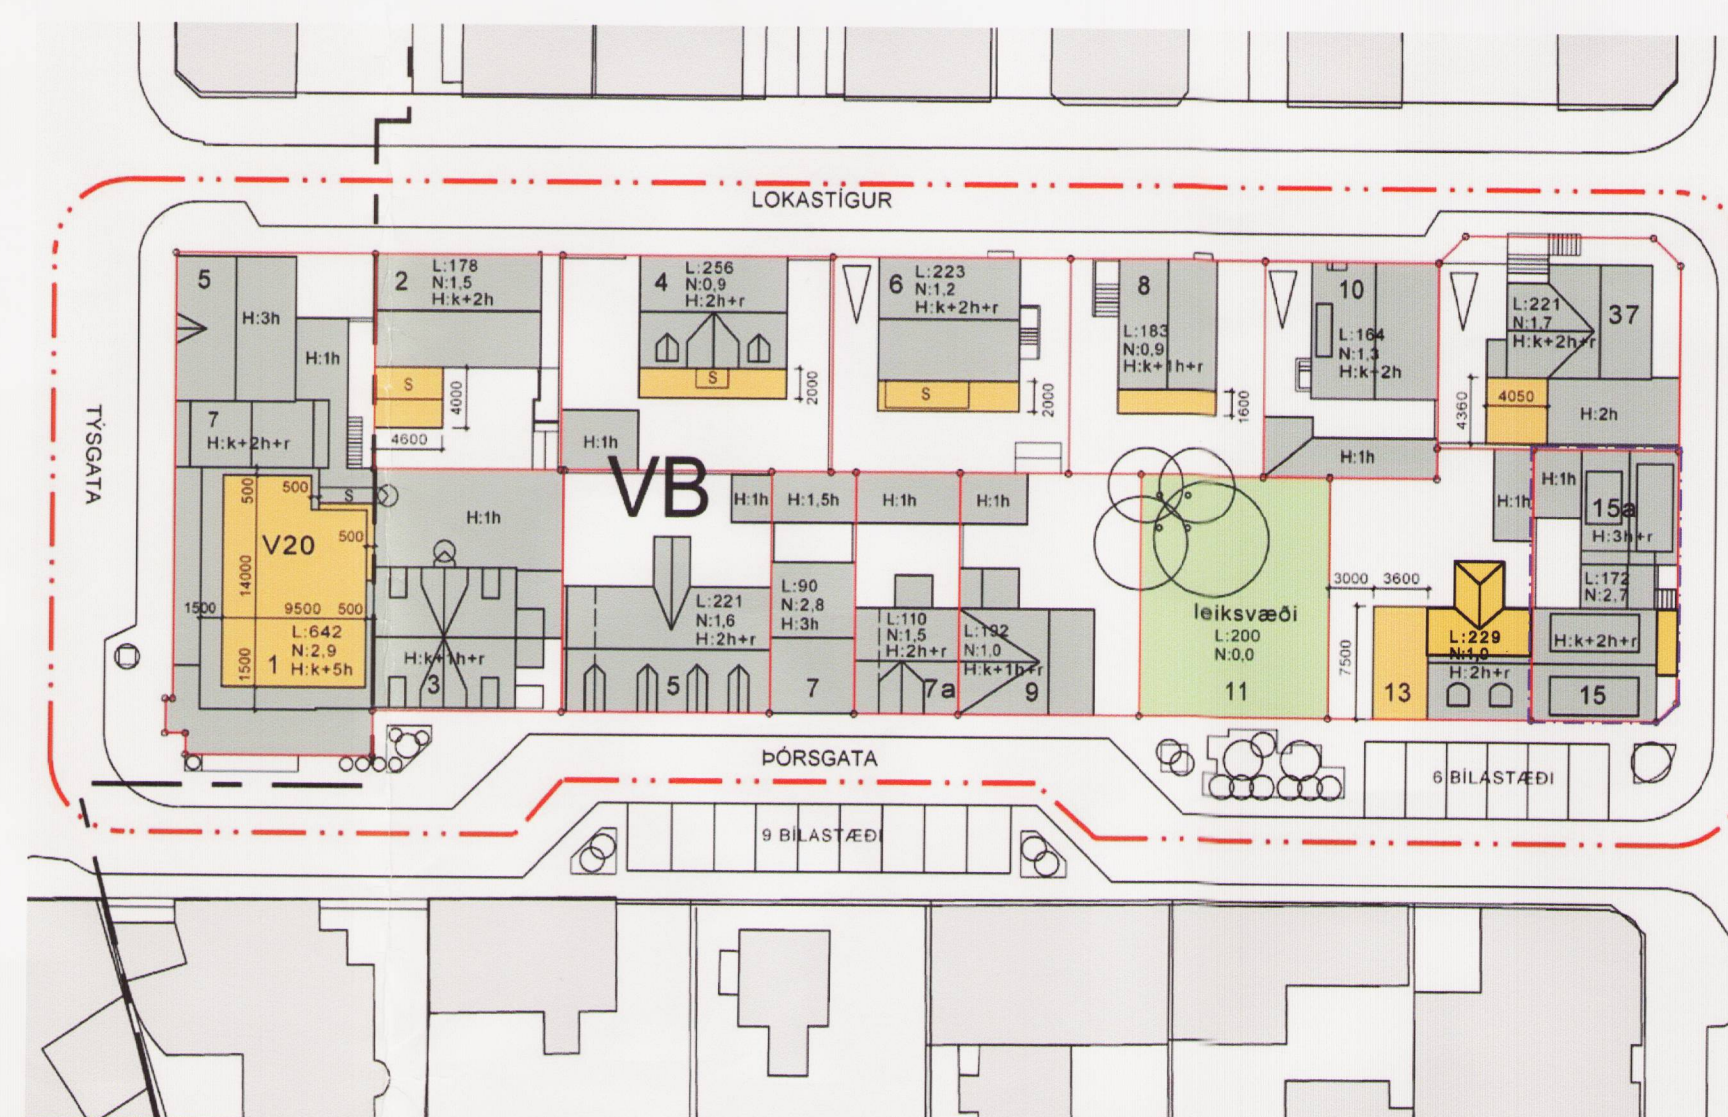 LOKASTÍGUR
5
H:3h
H:1h
7
H:k+2h+r
2
L:178
N:1,5
H:k+2h
S
4000
4600
4
L:256
N:0,9
H:2h+r
S
2000
H:1h
6
L:223
N:1,2
H:k+2h+r
S
2000
8
L:183
N:0,9
H:k+1h+r
1600
10
L:164
N:1,3
H:k+2h
H:1h
37
L:221
N:1,7
H:k+2h+r
4360
4050
H:2h
TÝSGATA
VB
500
500
S
V20
500
14000
1500
9500
500
L:642
N:2,9
H:k+5h
1
1500
H:1h
H:k+1h+r
3
H:1h
L:221
N:1,6
H:2h+r
5
H:1,5h
L:90
N:2,8
H:3h
7
H:1h
L:110
N:1,5
H:2h+r
7a
H:1h
L:192
N:1,0
H:k+1h+r
9
leiksvæði
L:200
N:0,0
11
3000
3600
7500
13
L:229
N:1,0
H:2h+r
H:1h
H:1h
15a
H:3h+r
L:172
N:2,7
H:k+2h+r
15
ÞÓRSGATA
6 BÍLASTÆÐI
9 BÍLASTÆÐI